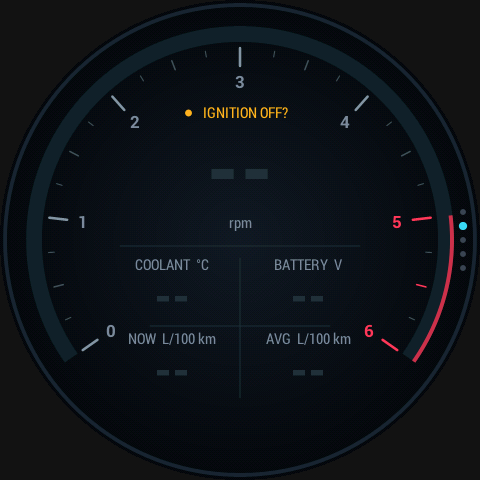 3
2
4
IGNITION OFF?
-- --
1
rpm
5
COOLANT °C
BATTERY V
-- --
-- --
0
NOW L/100 km
AVG L/100 km
6
-- --
-- --